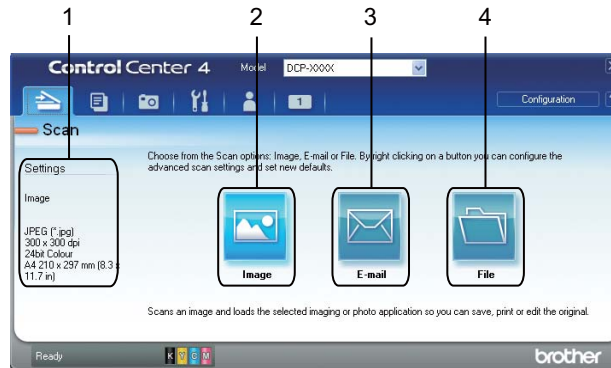 1 2 3 4
Control Center 4 Model DCP-XXXX
1 Configuration
Scan
Settings
Image
JPEG (*.jpg)
300 x 300 dpi
24bit Colour
A4 210 x 297 mm (8.3 x
11.7 in)
Choose from the Scan options: Image, E-mail or File. By right clicking on a button you can configure the
advanced scan settings and set new defaults.
Image E-mail File
Scans an image and loads the selected imaging or photo application so you can save, print or edit the original.
Ready K Y C M brother